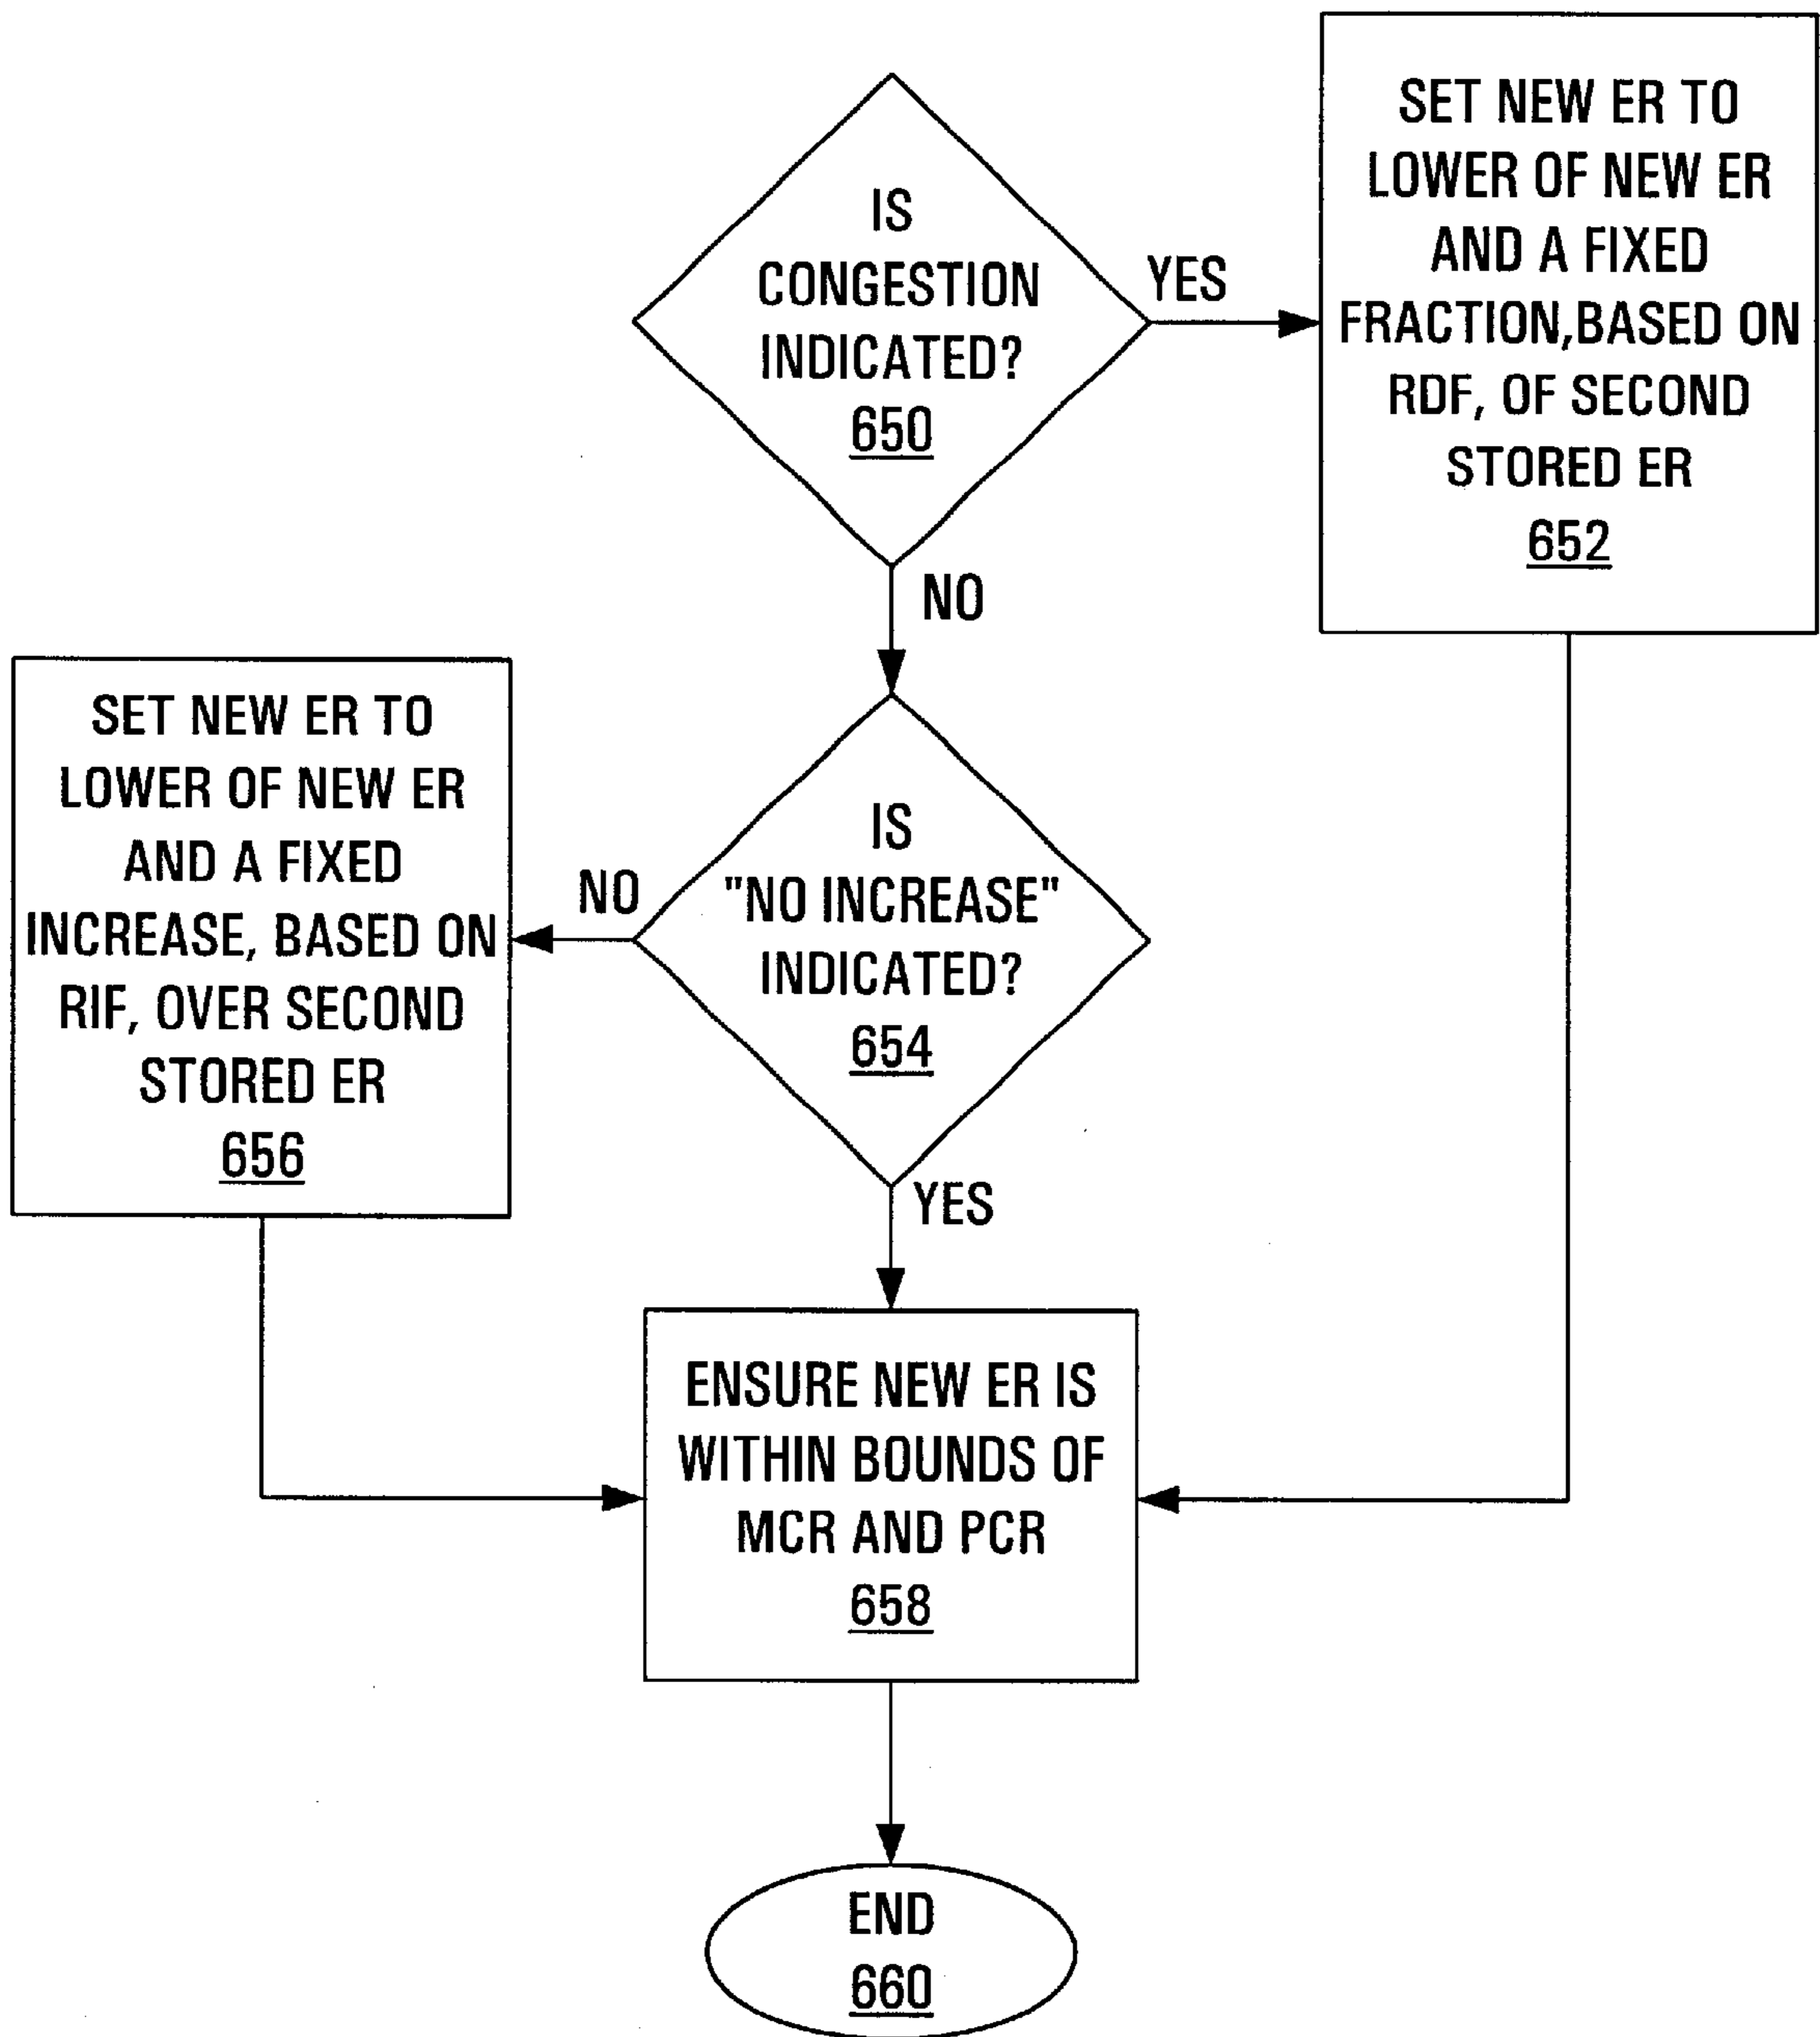 IS
CONGESTION
INDICATED?
650
YES
SET NEW ER TO
LOWER OF NEW ER
AND A FIXED
FRACTION,BASED ON
RDF, OF SECOND
STORED ER
652
NO
IS
"NO INCREASE"
INDICATED?
654
NO
SET NEW ER TO
LOWER OF NEW ER
AND A FIXED
INCREASE, BASED ON
RIF, OVER SECOND
STORED ER
656
YES
ENSURE NEW ER IS
WITHIN BOUNDS OF
MCR AND PCR
658
END
660